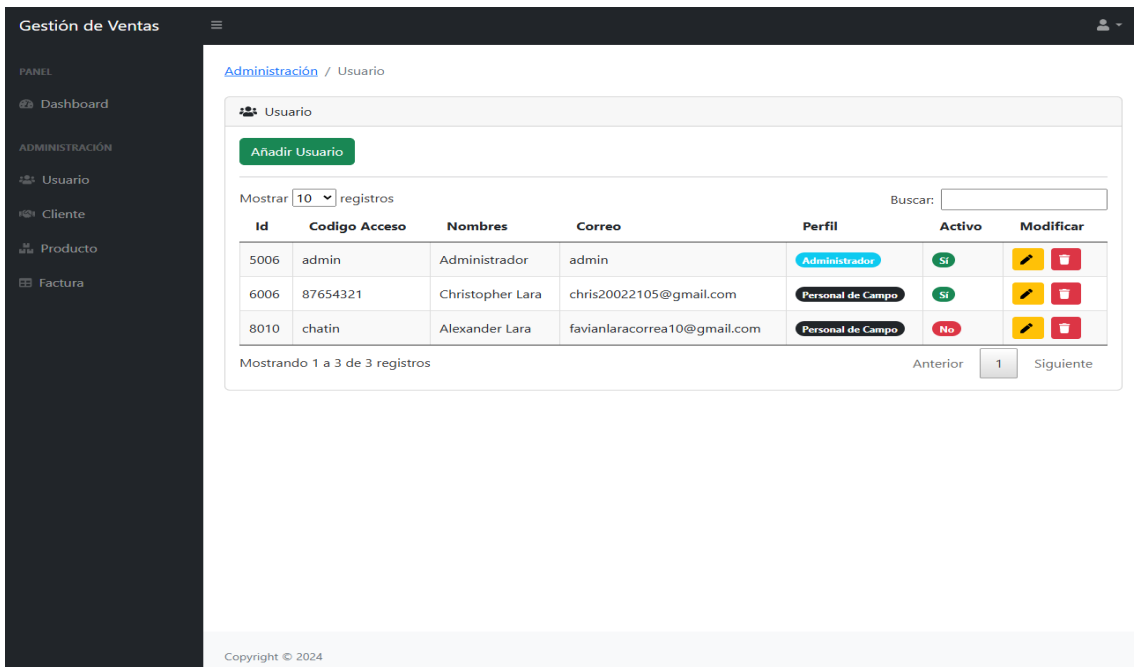 Gestión de Ventas
PANEL
Dashboard
ADMINISTRACIÓN
Usuario
Cliente
Producto
Factura
Administración / Usuario
Usuario
Añadir Usuario
Mostrar 10 registros Buscar:
Id Codigo Acceso Nombres Correo Perfil Activo Modificar
5006 admin Administrador admin Administrador Sí
6006 87654321 Christopher Lara chris20022105@gmail.com Personal de Campo Sí
8010 chatin Alexander Lara favianlaracorrea10@gmail.com Personal de Campo No
Mostrando 1 a 3 de 3 registros Anterior 1 Siguiente
Copyright © 2024